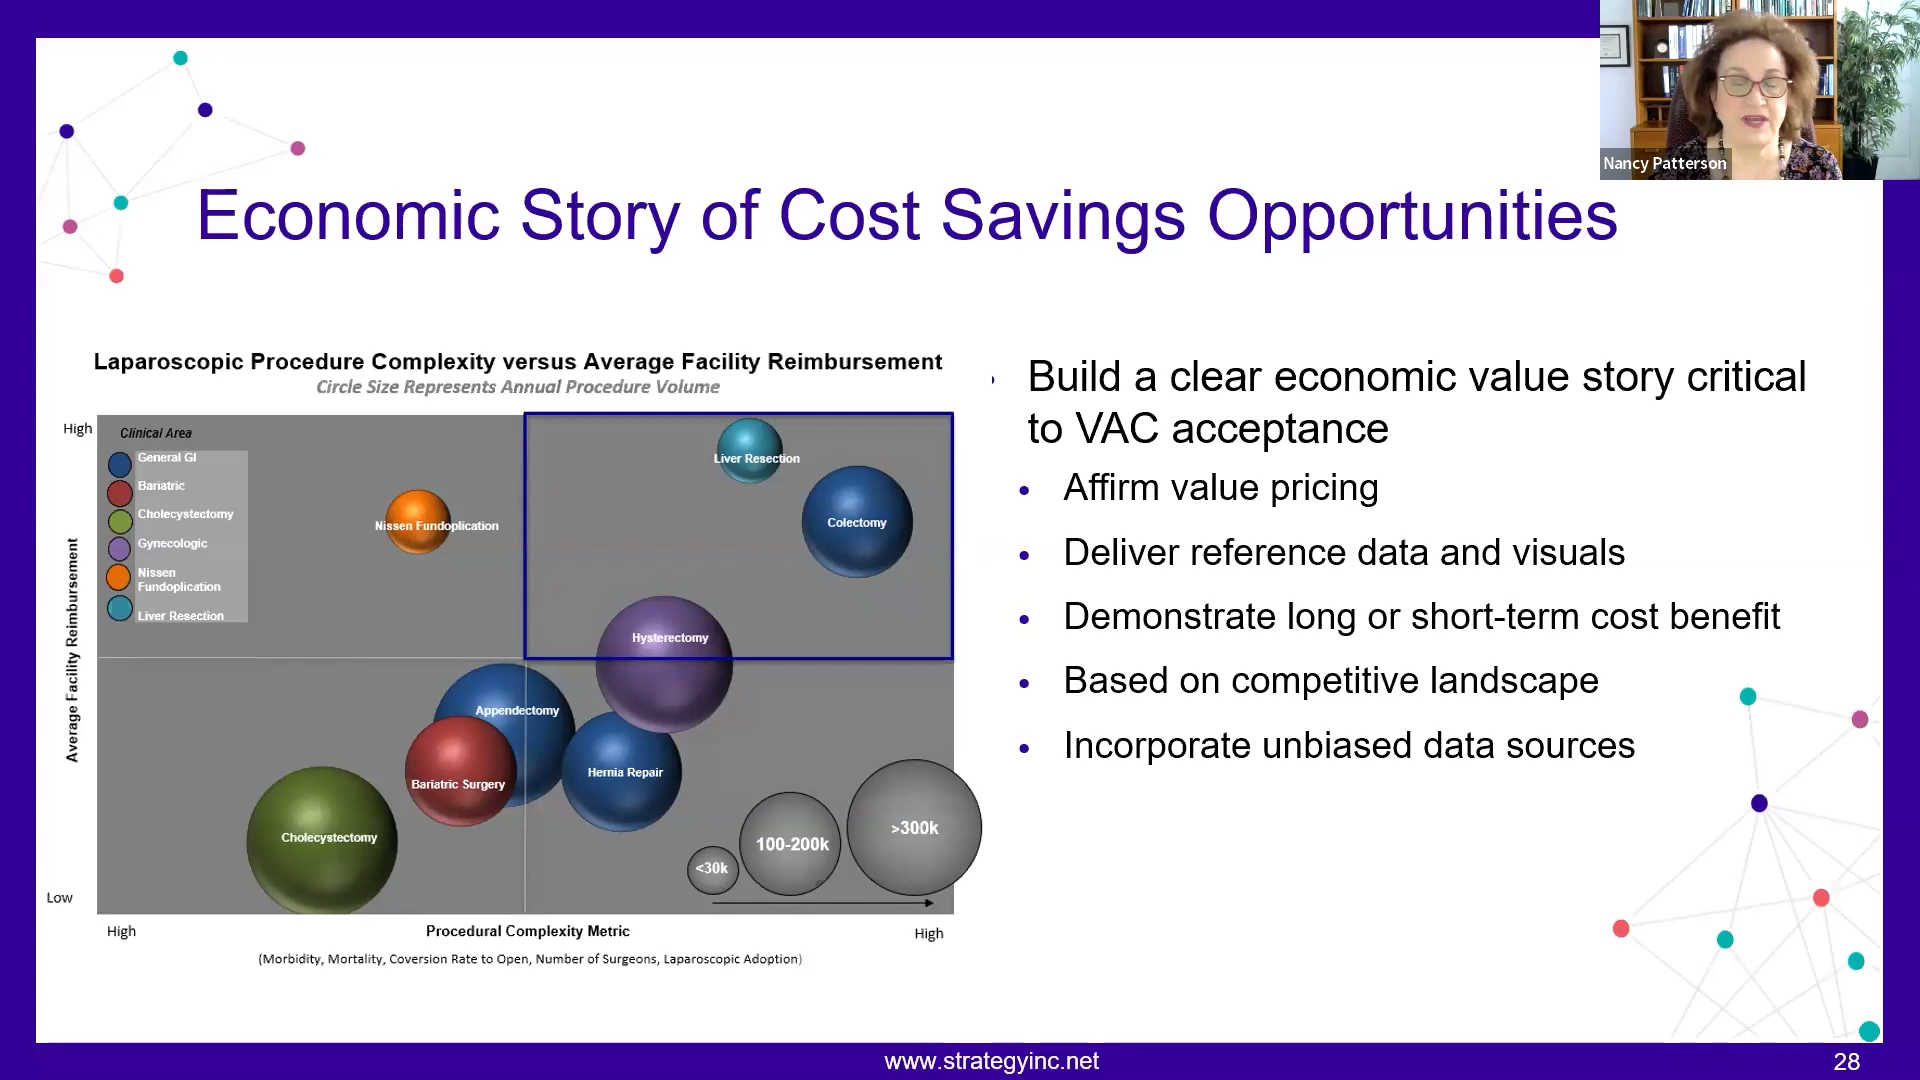 Nancy Patterson
Economic Story of Cost Savings Opportunities
Laparoscopic Procedure Complexity versus Average Facility Reimbursement
Circle Size Represents Annual Procedure Volume
High
Clinical Area
General GI
Bariatric
Cholecystectomy
Gynecologic
Nissen
Fundoplication
Liver Resection
Average Facility Reimbursement
Liver Resection
Nissen Fundoplication
Colectomy
Hysterectomy
Appendectomy
Hernia Repair
Bariatric Surgery
Cholecystectomy
<30k
100-200k
>300k
Low
High
Procedural Complexity Metric
High
(Morbidity, Mortality, Coversion Rate to Open, Number of Surgeons, Laparoscopic Adoption)
Build a clear economic value story critical
to VAC acceptance
• Affirm value pricing
• Deliver reference data and visuals
• Demonstrate long or short-term cost benefit
• Based on competitive landscape
• Incorporate unbiased data sources
www.strategyinc.net
28